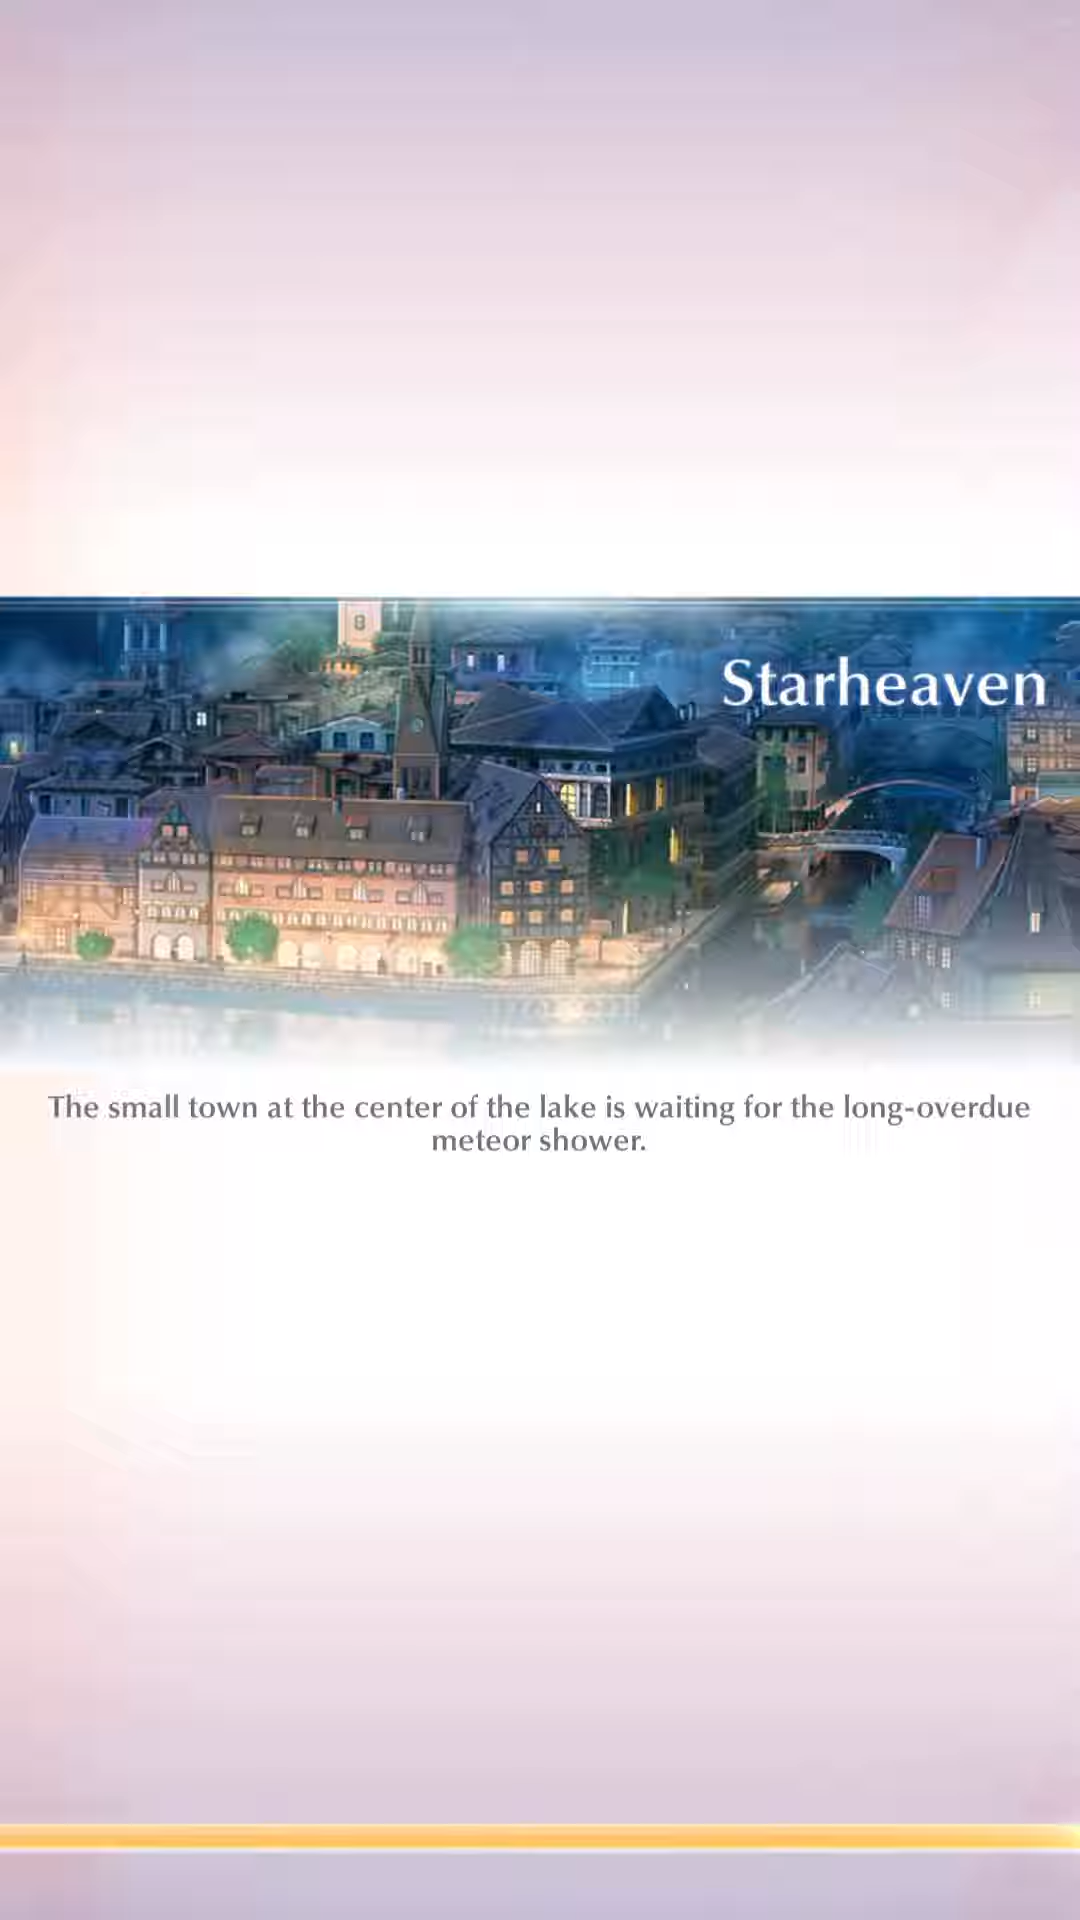 Starheaven
The small town at the center of the lake is waiting for the long-overdue
meteor shower.